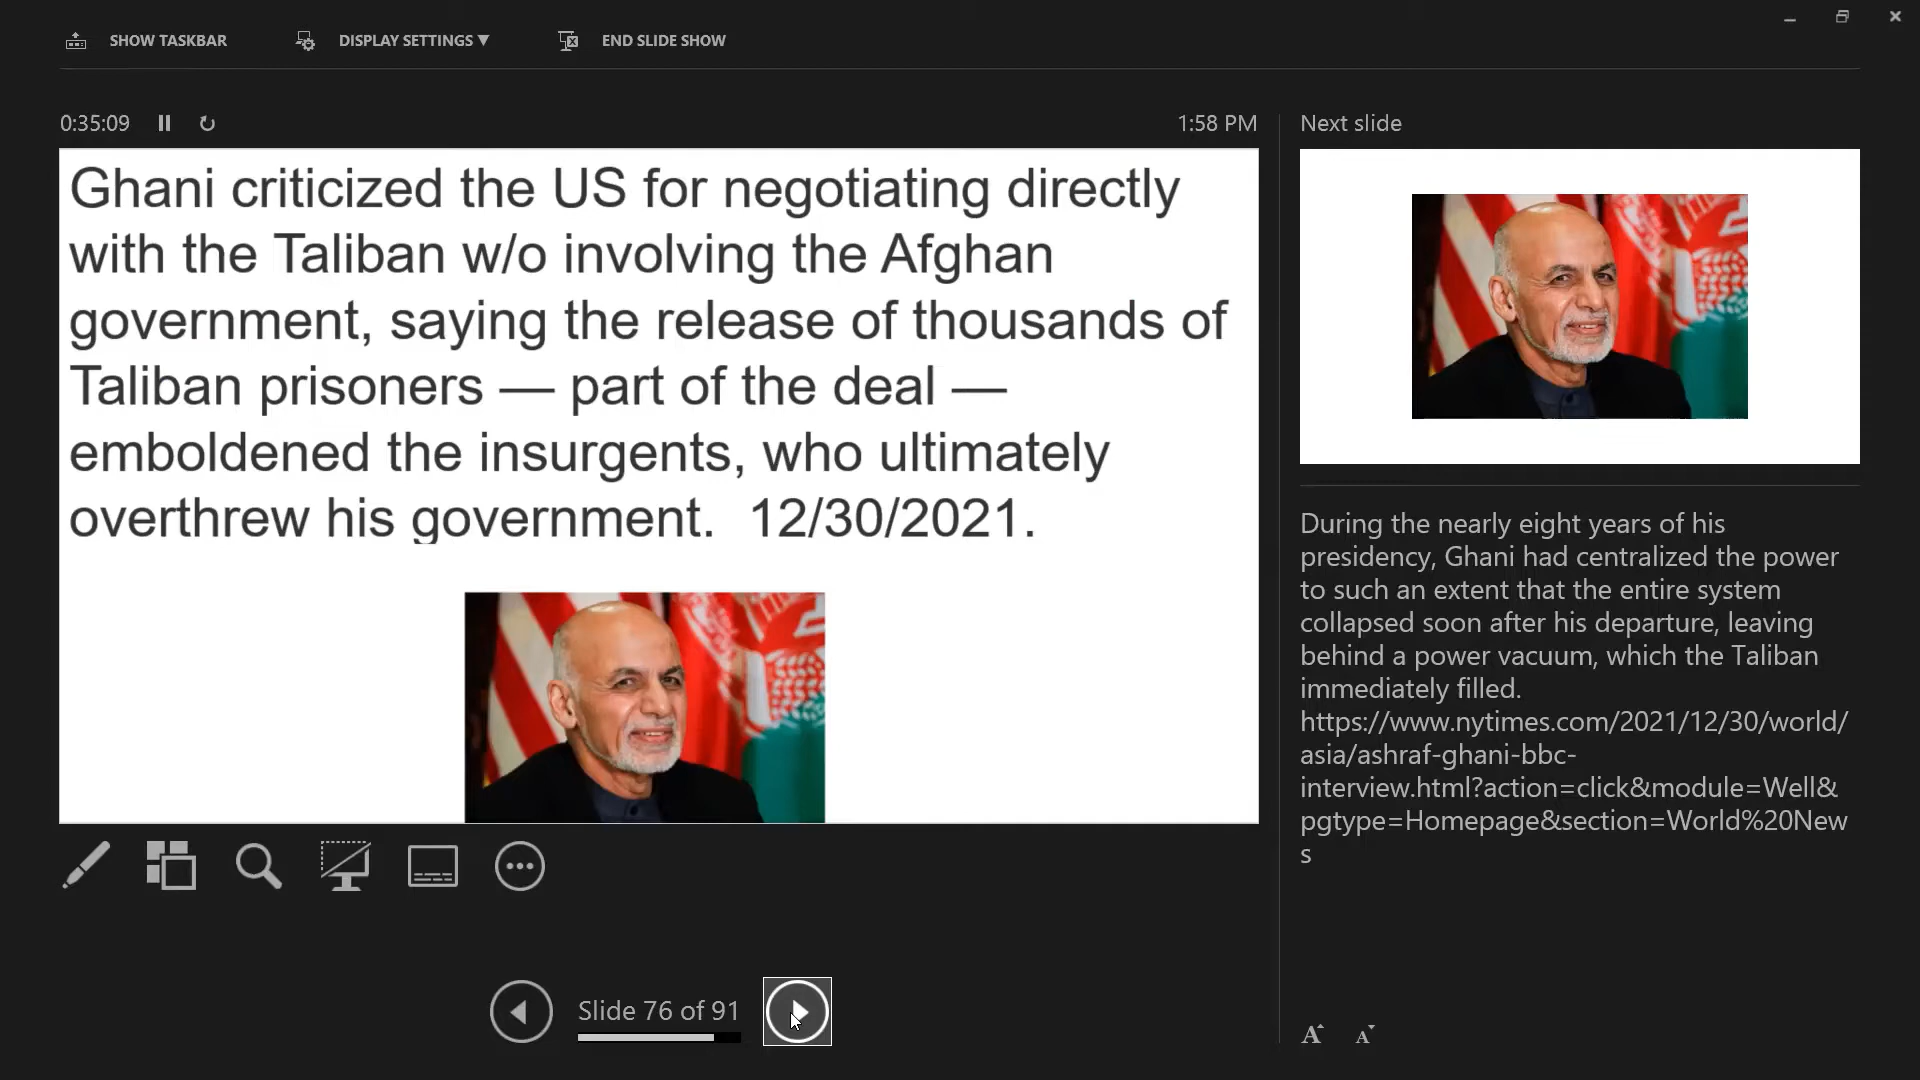 SHOW TASKBAR
DISPLAY SETTINGS ▼
END SLIDE SHOW
0:35:09
1:58 PM
Ghani criticized the US for negotiating directly
with the Taliban w/o involving the Afghan
government, saying the release of thousands of
Taliban prisoners — part of the deal —
emboldened the insurgents, who ultimately
overthrew his government.  12/30/2021.
Slide 76 of 91
Next slide
During the nearly eight years of his
presidency, Ghani had centralized the power
to such an extent that the entire system
collapsed soon after his departure, leaving
behind a power vacuum, which the Taliban
immediately filled.
https://www.nytimes.com/2021/12/30/world/
asia/ashraf-ghani-bbc-
interview.html?action=click&module=Well&
pgtype=Homepage&section=World%20New
s
A A